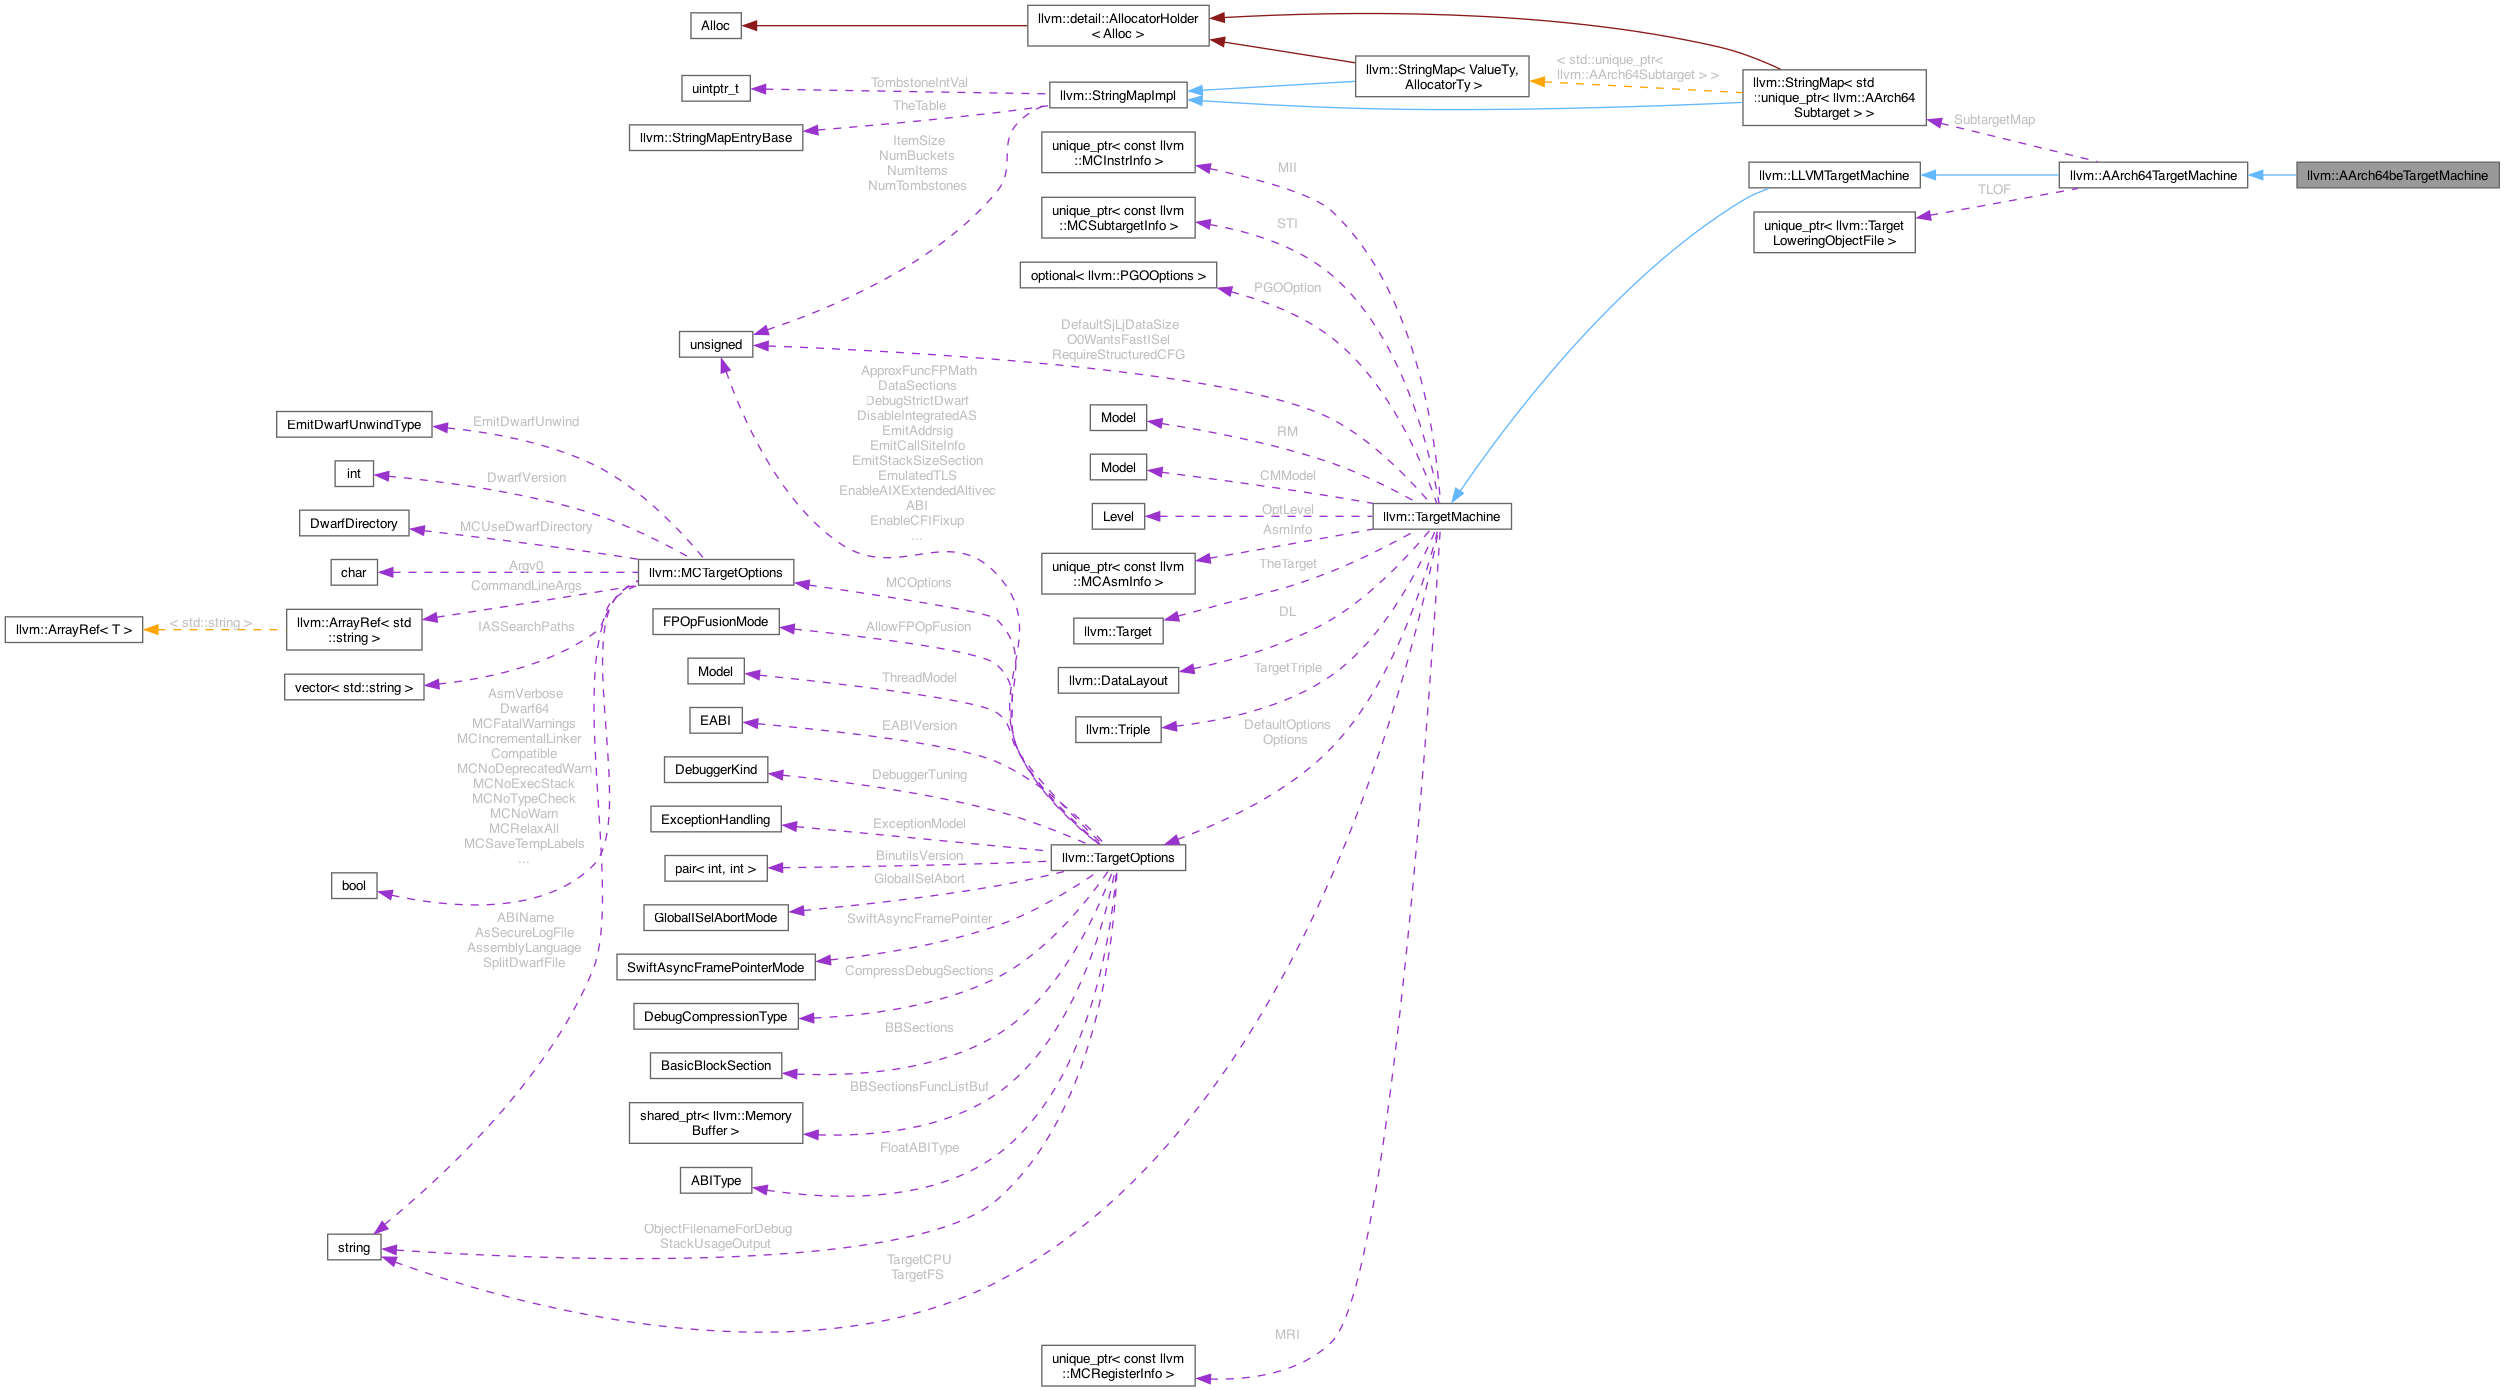 Alloc
llvm::detail::AllocatorHolder
< Alloc >
uintptr_t
TombstoneIntVal
llvm::StringMapImpl
llvm::StringMap< ValueTy,
AllocatorTy >
< std::unique_ptr<
llvm::AArch64Subtarget > >
llvm::StringMap< std
::unique_ptr< llvm::AArch64
Subtarget > >
llvm::StringMapEntryBase
TheTable
ItemSize
NumBuckets
NumItems
NumTombstones
unique_ptr< const llvm
::MCInstrInfo >
MII
SubtargetMap
llvm::LLVMTargetMachine
llvm::AArch64TargetMachine
llvm::AArch64beTargetMachine
TLOF
unique_ptr< llvm::Target
LoweringObjectFile >
unique_ptr< const llvm
::MCSubtargetInfo >
STI
optional< llvm::PGOOptions >
PGOOption
unsigned
DefaultSjLjDataSize
O0WantsFastISel
RequireStructuredCFG
ApproxFuncFPMath
DataSections
DebugStrictDwarf
DisableIntegratedAS
EmitAddrsig
EmitCallSiteInfo
EmitStackSizeSection
EmulatedTLS
EnableAIXExtendedAltivec
ABI
EnableCFIFixup
...
Model
RM
Model
CMModel
Level
OptLevel
llvm::TargetMachine
AsmInfo
unique_ptr< const llvm
::MCAsmInfo >
TheTarget
llvm::Target
DL
llvm::DataLayout
TargetTriple
llvm::Triple
DefaultOptions
Options
EmitDwarfUnwindType
EmitDwarfUnwind
int
DwarfVersion
DwarfDirectory
MCUseDwarfDirectory
char
Argv0
llvm::MCTargetOptions
MCOptions
CommandLineArgs
llvm::ArrayRef< T >
< std::string >
llvm::ArrayRef< std
::string >
IASSearchPaths
vector< std::string >
FPOpFusionMode
AllowFPOpFusion
Model
ThreadModel
EABI
EABIVersion
AsmVerbose
Dwarf64
MCFatalWarnings
MCIncrementalLinker
Compatible
MCNoDeprecatedWarn
MCNoExecStack
MCNoTypeCheck
MCNoWarn
MCRelaxAll
MCSaveTempLabels
...
DebuggerKind
DebuggerTuning
ExceptionHandling
ExceptionModel
llvm::TargetOptions
pair< int, int >
BinutilsVersion
bool
GlobalISelAbort
GlobalISelAbortMode
ABIName
AsSecureLogFile
AssemblyLanguage
SplitDwarfFile
SwiftAsyncFramePointer
SwiftAsyncFramePointerMode
CompressDebugSections
DebugCompressionType
BBSections
BasicBlockSection
BBSectionsFuncListBuf
shared_ptr< llvm::Memory
Buffer >
FloatABIType
ABIType
string
ObjectFilenameForDebug
StackUsageOutput
TargetCPU
TargetFS
MRI
unique_ptr< const llvm
::MCRegisterInfo >